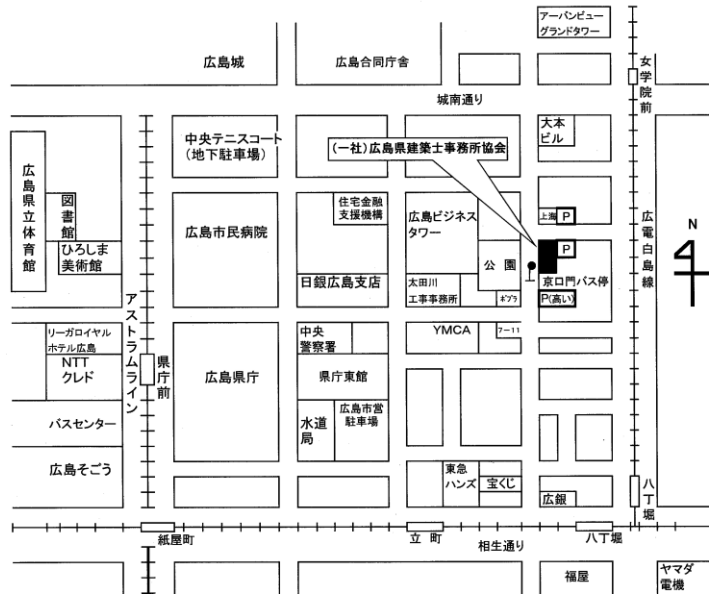 アーバンビュー
グランドタワー
広島城
広島合同庁舎
女学院前
城南通り
大本
ビル
中央テニスコート
(地下駐車場)
(一社)広島県建築士事務所協会
広島県立体育館
図書館
ひろしま
美術館
広島市民病院
住宅金融
支援機構
広島ビジネス
タワー
上海
P
P
公園
広電白島線
N
日銀広島支店
太田川
工事事務所
ポプラ
京口門バス停
P(高い)
アストラムライン
リーガロイヤル
ホテル広島
NTT
クレド
県庁前
広島県庁
中央
警察署
YMCA
7-11
県庁東館
バスセンター
水道局
広島市営
駐車場
広島そごう
東急
ハンズ
宝くじ
広銀
八丁堀
紙屋町
立町
相生通り
八丁堀
福屋
ヤマダ
電機